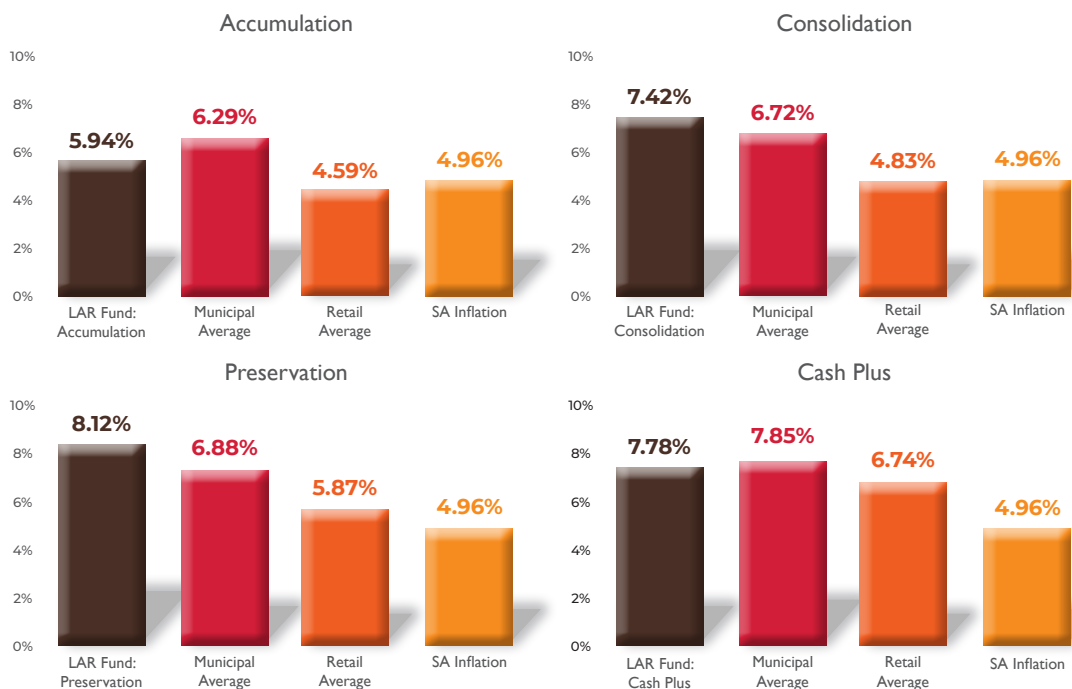 Accumulation
10%
8%
6%
4%
2%
0%
5.94%
6.29%
4.59%
4.96%
LAR Fund:
Accumulation
Municipal
Average
Retail
Average
SA Inflation
Consolidation
10%
8%
6%
4%
2%
0%
7.42%
6.72%
4.83%
4.96%
LAR Fund:
Consolidation
Municipal
Average
Retail
Average
SA Inflation
Preservation
10%
8%
6%
4%
2%
0%
8.12%
6.88%
5.87%
4.96%
LAR Fund:
Preservation
Municipal
Average
Retail
Average
SA Inflation
Cash Plus
10%
8%
6%
4%
2%
0%
7.78%
7.85%
6.74%
4.96%
LAR Fund:
Cash Plus
Municipal
Average
Retail
Average
SA Inflation